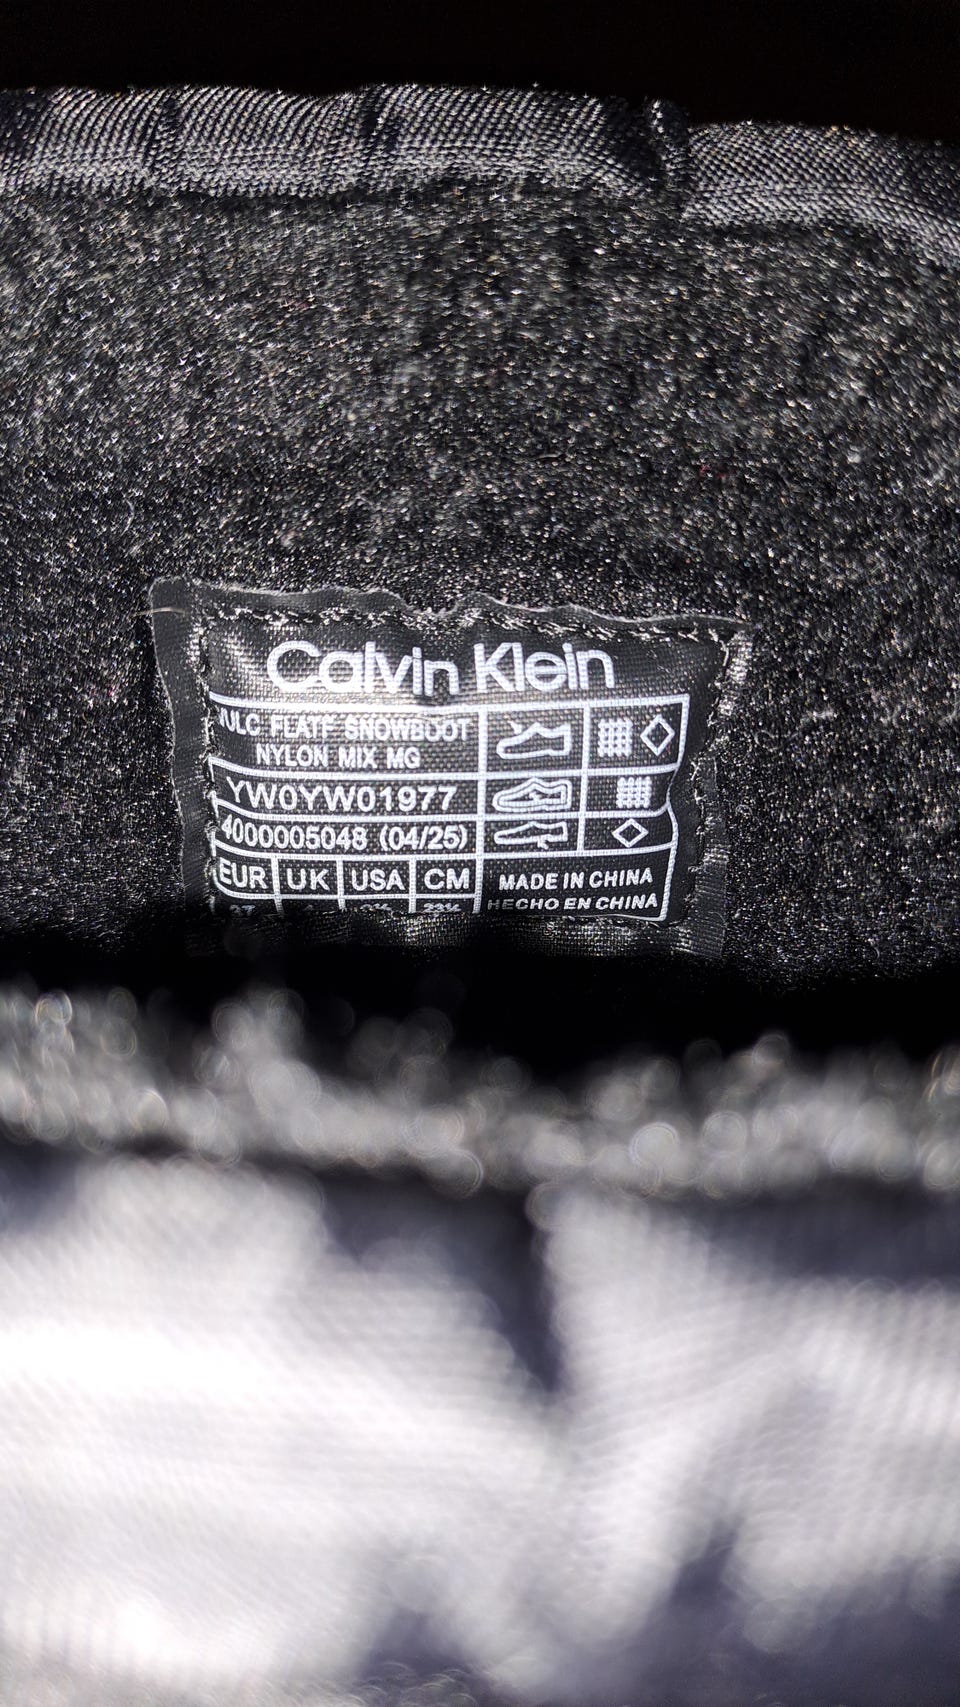 Calvin Klein
VULC FLATF SNOWBOOT
NYLON MIX MG
YW0YW01977
4000005048 (04/25)
EUR UK USA CM
37
MADE IN CHINA
HECHO EN CHINA